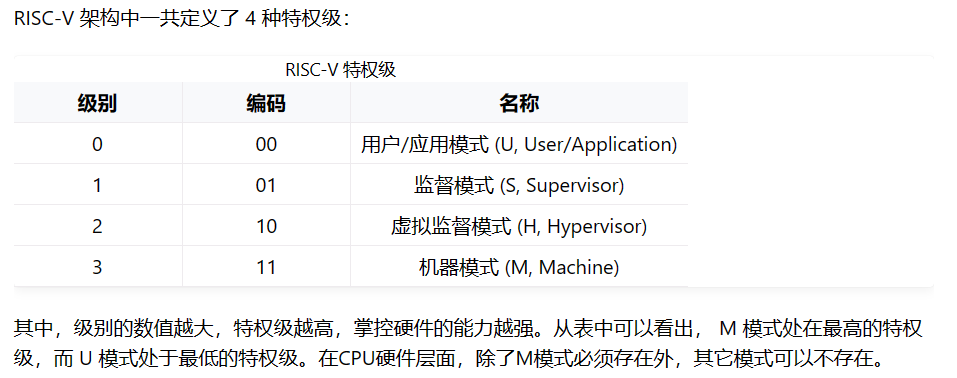 RISC-V 架构中一共定义了 4 种特权级：
RISC-V 特权级
级别 编码 名称
0 00 用户/应用模式 (U, User/Application)
1 01 监督模式 (S, Supervisor)
2 10 虚拟监督模式 (H, Hypervisor)
3 11 机器模式 (M, Machine)
其中，级别的数值越大，特权级越高，掌控硬件的能力越强。从表中可以看出， M 模式处在最高的特权
级，而 U 模式处于最低的特权级。在CPU硬件层面，除了M模式必须存在外，其它模式可以不存在。